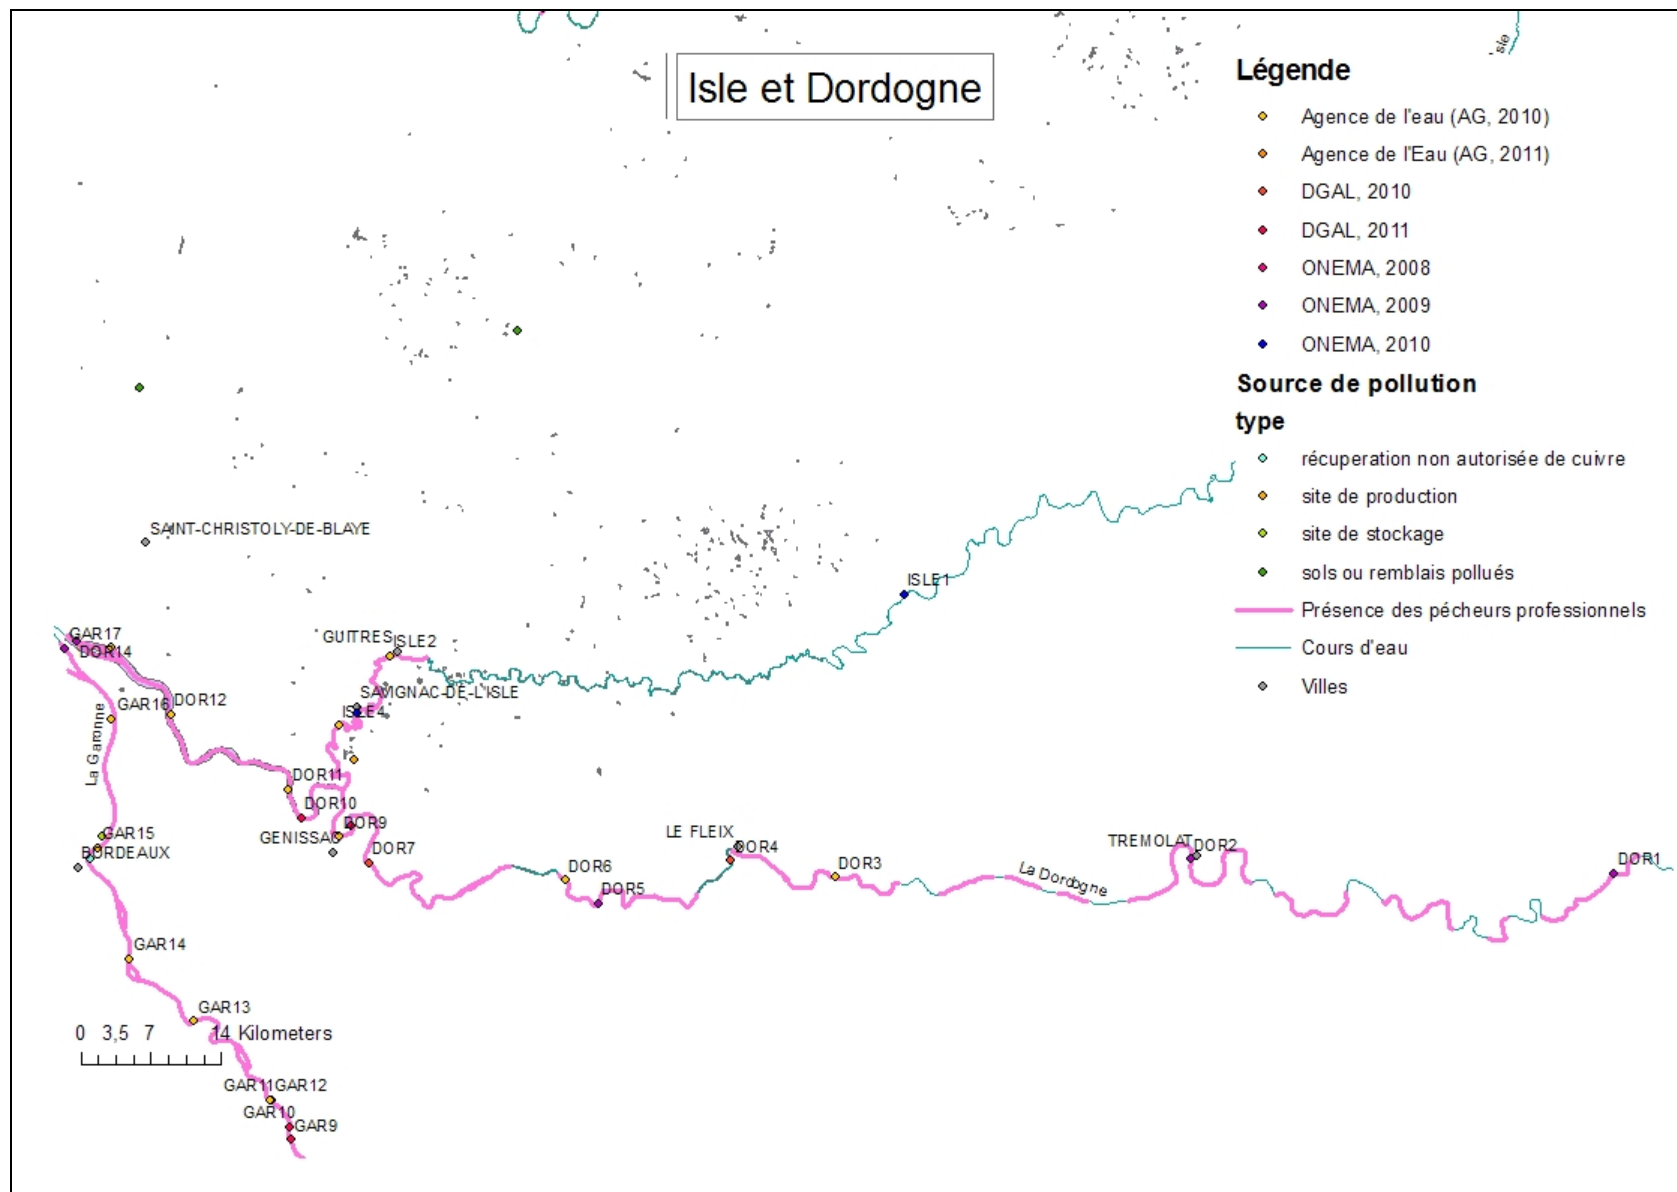 Isle et Dordogne
Isle
Légende
Agence de l'eau (AG, 2010)
Agence de l'Eau (AG, 2011)
DGAL, 2010
DGAL, 2011
ONEMA, 2008
ONEMA, 2009
ONEMA, 2010
Source de pollution
type
récuperation non autorisée de cuivre
site de production
site de stockage
sols ou remblais pollués
Présence des pécheurs professionnels
Cours d'eau
Villes
SAINT-CHRISTOLY-DE-BLAYE
ISLE1
GAR17
DOR14
GUITRES
ISLE2
SAVIGNAC-DE-L'ISLE
ISLE4
GAR16
DOR12
La Garonne
DOR11
DOR10
GENISSAC
DOR9
DOR7
GAR15
BORDEAUX
LE FLEIX
DOR4
DOR6
DOR5
DOR3
La Dordogne
TREMOLAT
DOR2
DOR1
GAR14
GAR13
0 3,5 7 14 Kilometers
GAR11
GAR12
GAR10
GAR9